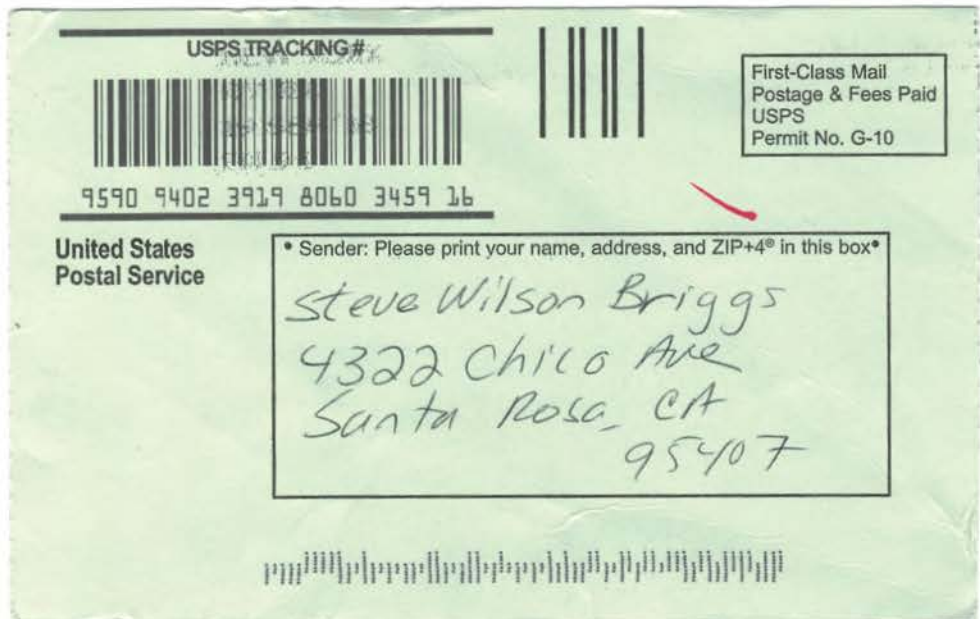 USPS TRACKING #
First-Class Mail
Postage & Fees Paid
USPS
Permit No. G-10
9590 9402 3919 8060 3459 16
United States
Postal Service
• Sender: Please print your name, address, and ZIP+4® in this box•
Steve Wilson Briggs
4322 Chico Ave
Santa Rosa, CA
95407